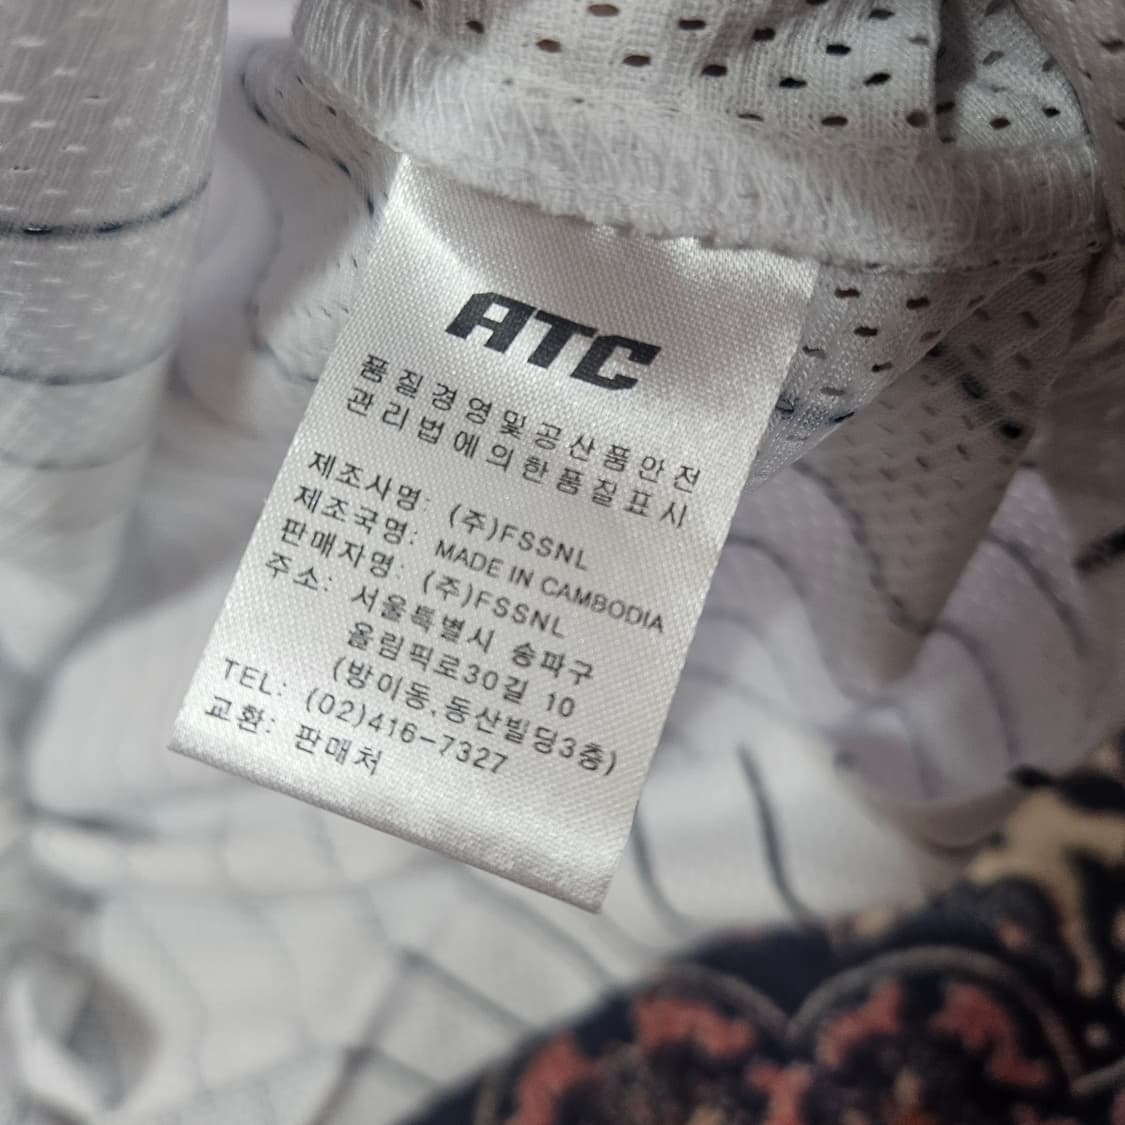 ATC
품질경영및공산품안전
관리법에의한품질표시
제조사명: (주)FSSNL
제조국명: MADE IN CAMBODIA
판매자명: (주)FSSNL
주소: 서울특별시 송파구
올림픽로30길 10
(방이동,동산빌딩3층)
TEL: (02)416-7327
교환: 판매처